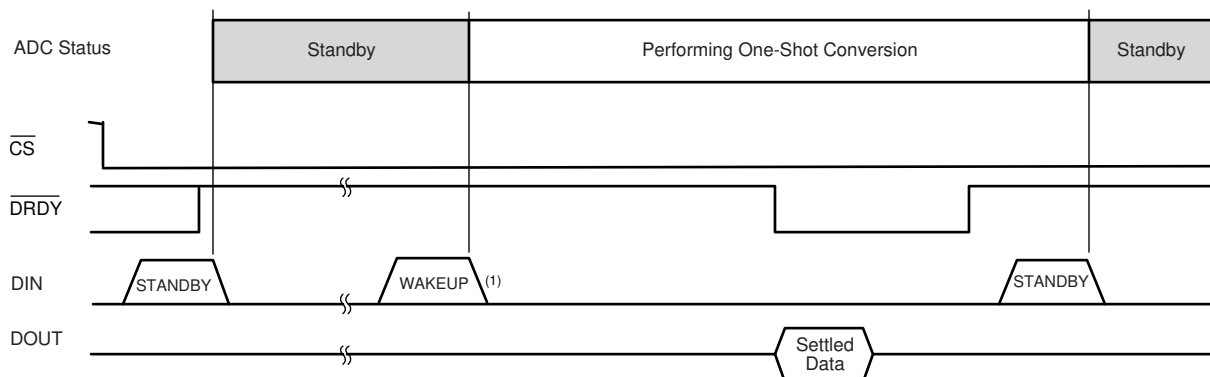 ADC Status
Standby
Performing One-Shot Conversion
Standby
CS
DRDY
DIN
STANDBY
WAKEUP
(1)
STANDBY
DOUT
Settled
Data